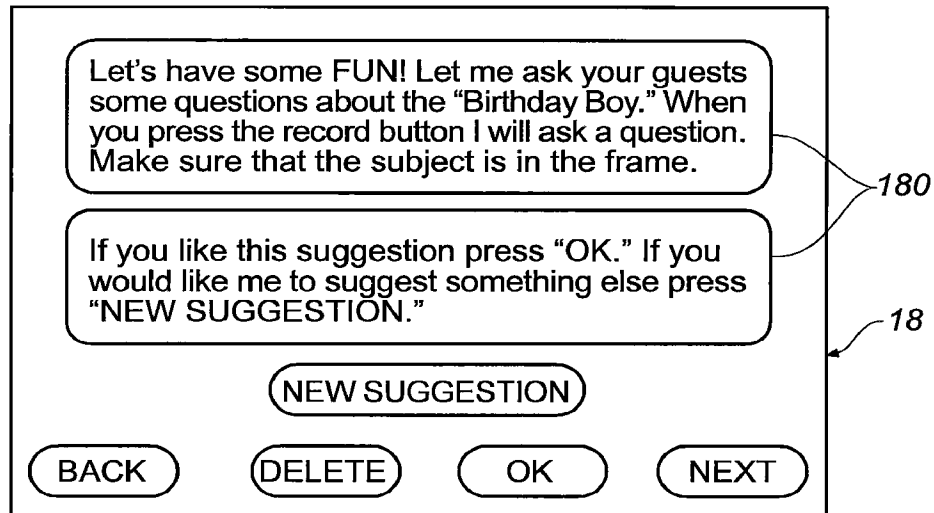 Let's have some FUN! Let me ask your guests
some questions about the “Birthday Boy.” When
you press the record button I will ask a question.
Make sure that the subject is in the frame.
180
If you like this suggestion press “OK.” If you
would like me to suggest something else press
“NEW SUGGESTION.”
18
NEW SUGGESTION
BACK DELETE OK NEXT